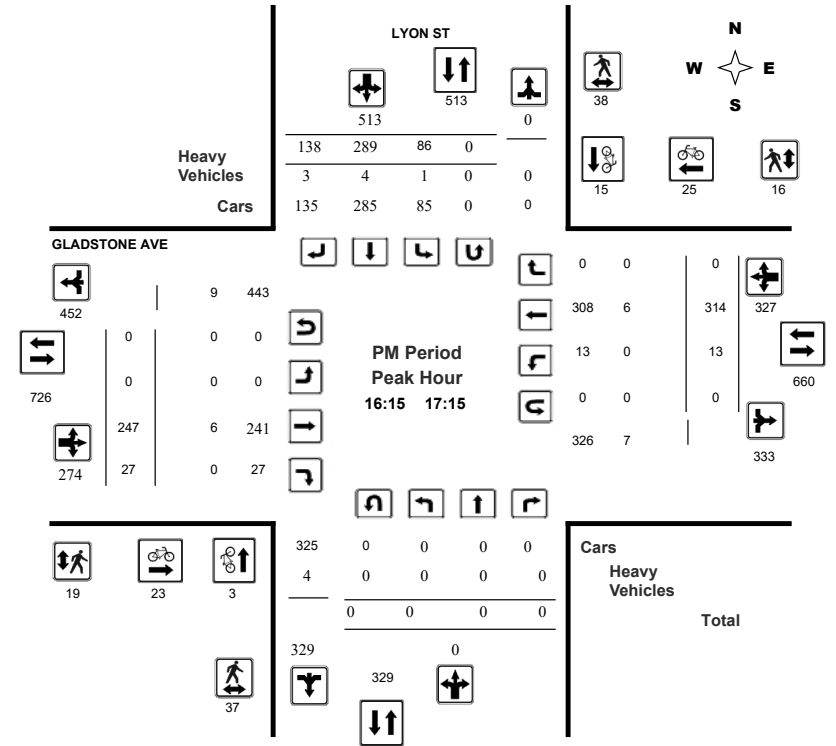 LYON ST
N
W E
S
513
38
513 0
138 289 86 0
Heavy
Vehicles
3 4 1 0 0
15 25 16
Cars
135 285 85 0 0
GLADSTONE AVE
452
9 443
0 0 0
308 6 314 327
0 0 0
726
PM Period
Peak Hour
16:15 17:15
13 0 13
660
0 0 0
0 0 0
247 6 241
274
27 0 27
326 7
333
325 0 0 0 0
Cars
4 0 0 0 0
Heavy
Vehicles
19 23 3
0 0 0 0
Total
329 0
329
37